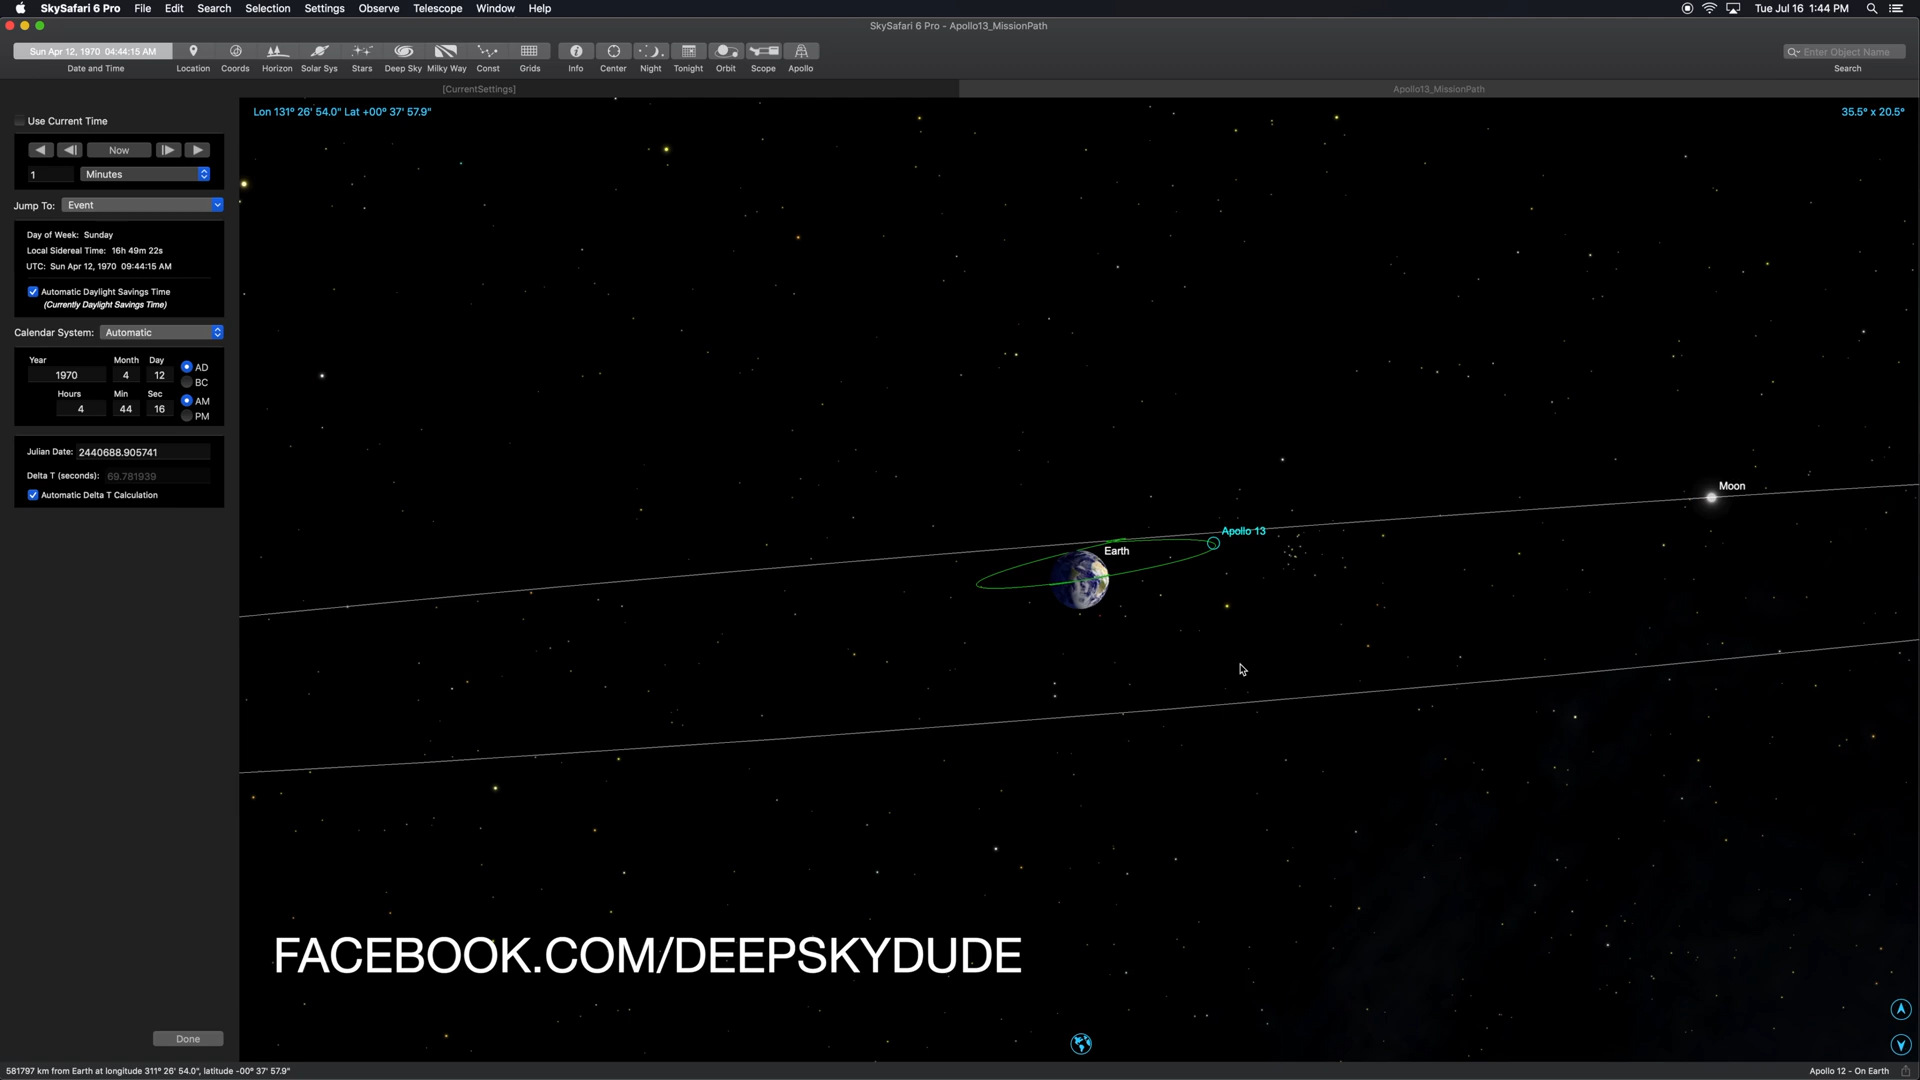 SkySafari 6 Pro File Edit Search Selection Settings Observe Telescope Window Help Tue Jul 16 1:44 PM
SkySafari 6 Pro - Apollo13_MissionPath
Sun Apr 12, 1970 04:44:15 AM Enter Object Name
Date and Time Location Coords Horizon Solar Sys Stars Deep Sky Milky Way Const Grids Info Center Night Tonight Orbit Scope Apollo Search
[CurrentSettings] Apollo13_MissionPath
Lon 131° 26' 54.0" Lat +00° 37' 57.9" 35.5° x 20.5°
Use Current Time
Now
1 Minutes
Jump To: Event
Day of Week: Sunday
Local Sidereal Time: 16h 49m 22s
UTC: Sun Apr 12, 1970 09:44:15 AM
Automatic Daylight Savings Time
(Currently Daylight Savings Time)
Calendar System: Automatic
Year Month Day
1970 4 12 AD
BC
Hours Min Sec
4 44 16 AM
PM
Julian Date: 2440688.905741
Delta T (seconds): 69.781939
Automatic Delta T Calculation
Moon
Apollo 13
Earth
FACEBOOK.COM/DEEPSKYDUDE
Done
581797 km from Earth at longitude 311° 26' 54.0", latitude -00° 37' 57.9" Apollo 12 - On Earth